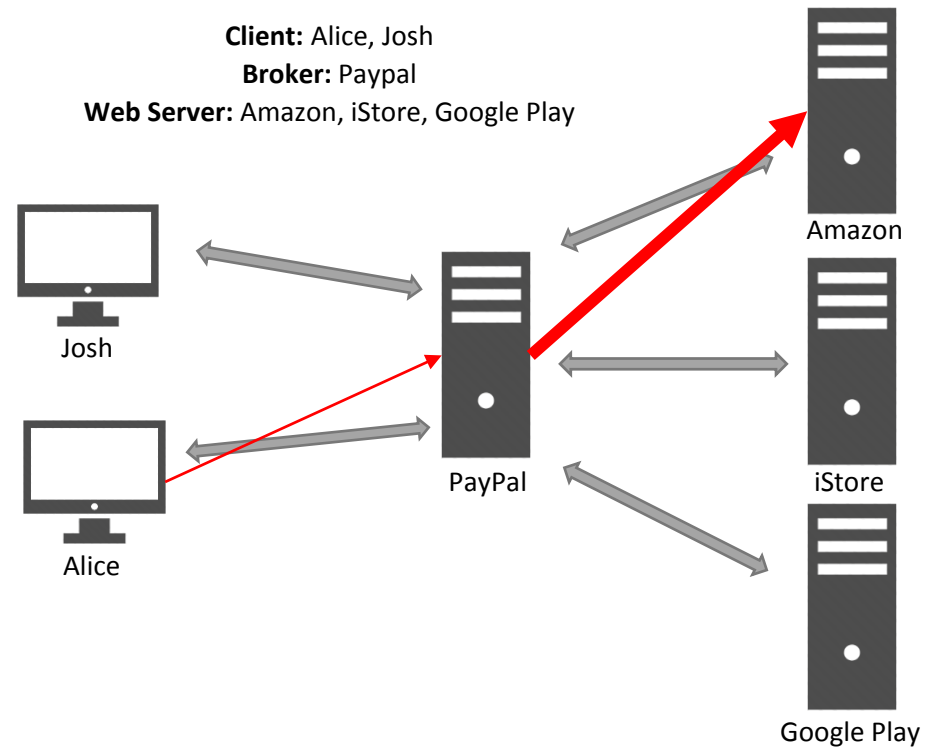 Client: Alice, Josh
Broker: Paypal
Web Server: Amazon, iStore, Google Play
Amazon
Josh
PayPal
iStore
Alice
Google Play